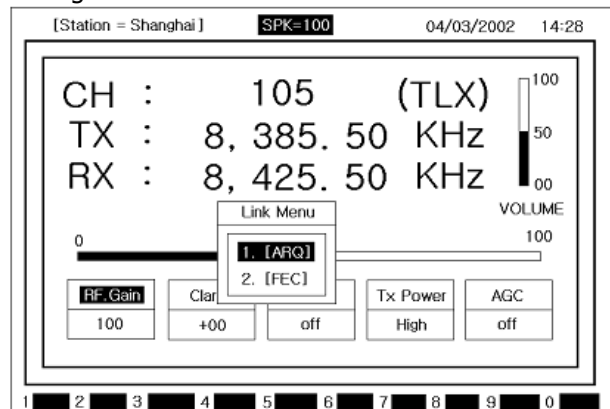 [Station = Shanghai] SPK=100 04/03/2002 14:28
CH : 105 (TLX)
TX : 8, 385. 50 KHz
RX : 8, 425. 50 KHz
100
50
00
VOLUME
Link Menu
1. [ARQ]
2. [FEC]
0 100
RF.Gain Clar Tx Power AGC
100 +00 off High off
1 2 3 4 5 6 7 8 9 0